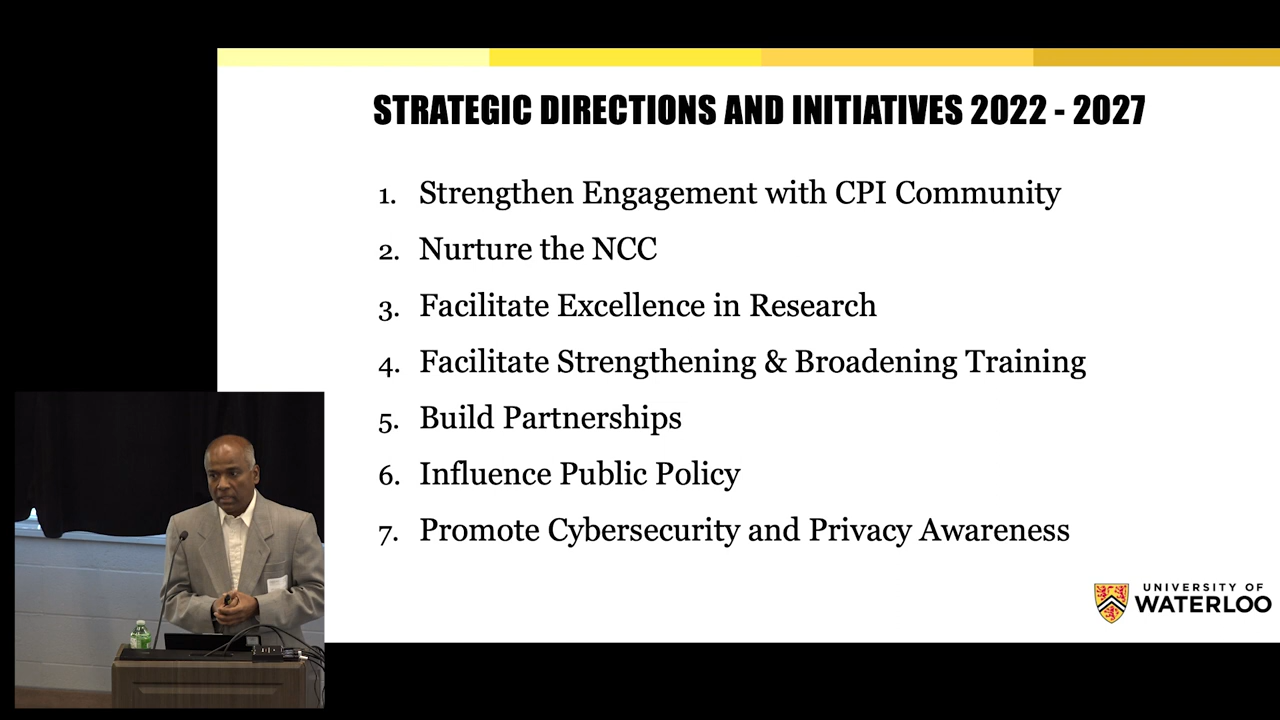 STRATEGIC DIRECTIONS AND INITIATIVES 2022 - 2027
1. Strengthen Engagement with CPI Community
2. Nurture the NCC
3. Facilitate Excellence in Research
4. Facilitate Strengthening & Broadening Training
5. Build Partnerships
6. Influence Public Policy
7. Promote Cybersecurity and Privacy Awareness
UNIVERSITY OF
WATERLOO